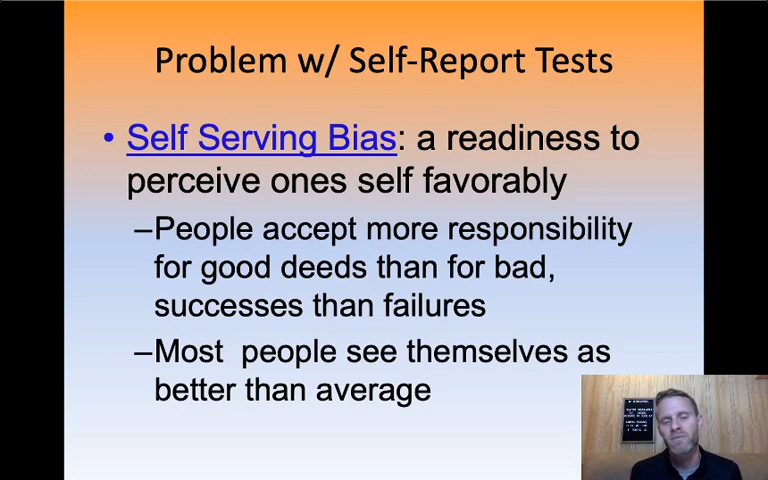 Problem w/ Self-Report Tests
• Self Serving Bias: a readiness to
perceive ones self favorably
–People accept more responsibility
for good deeds than for bad,
successes than failures
–Most  people see themselves as
better than average